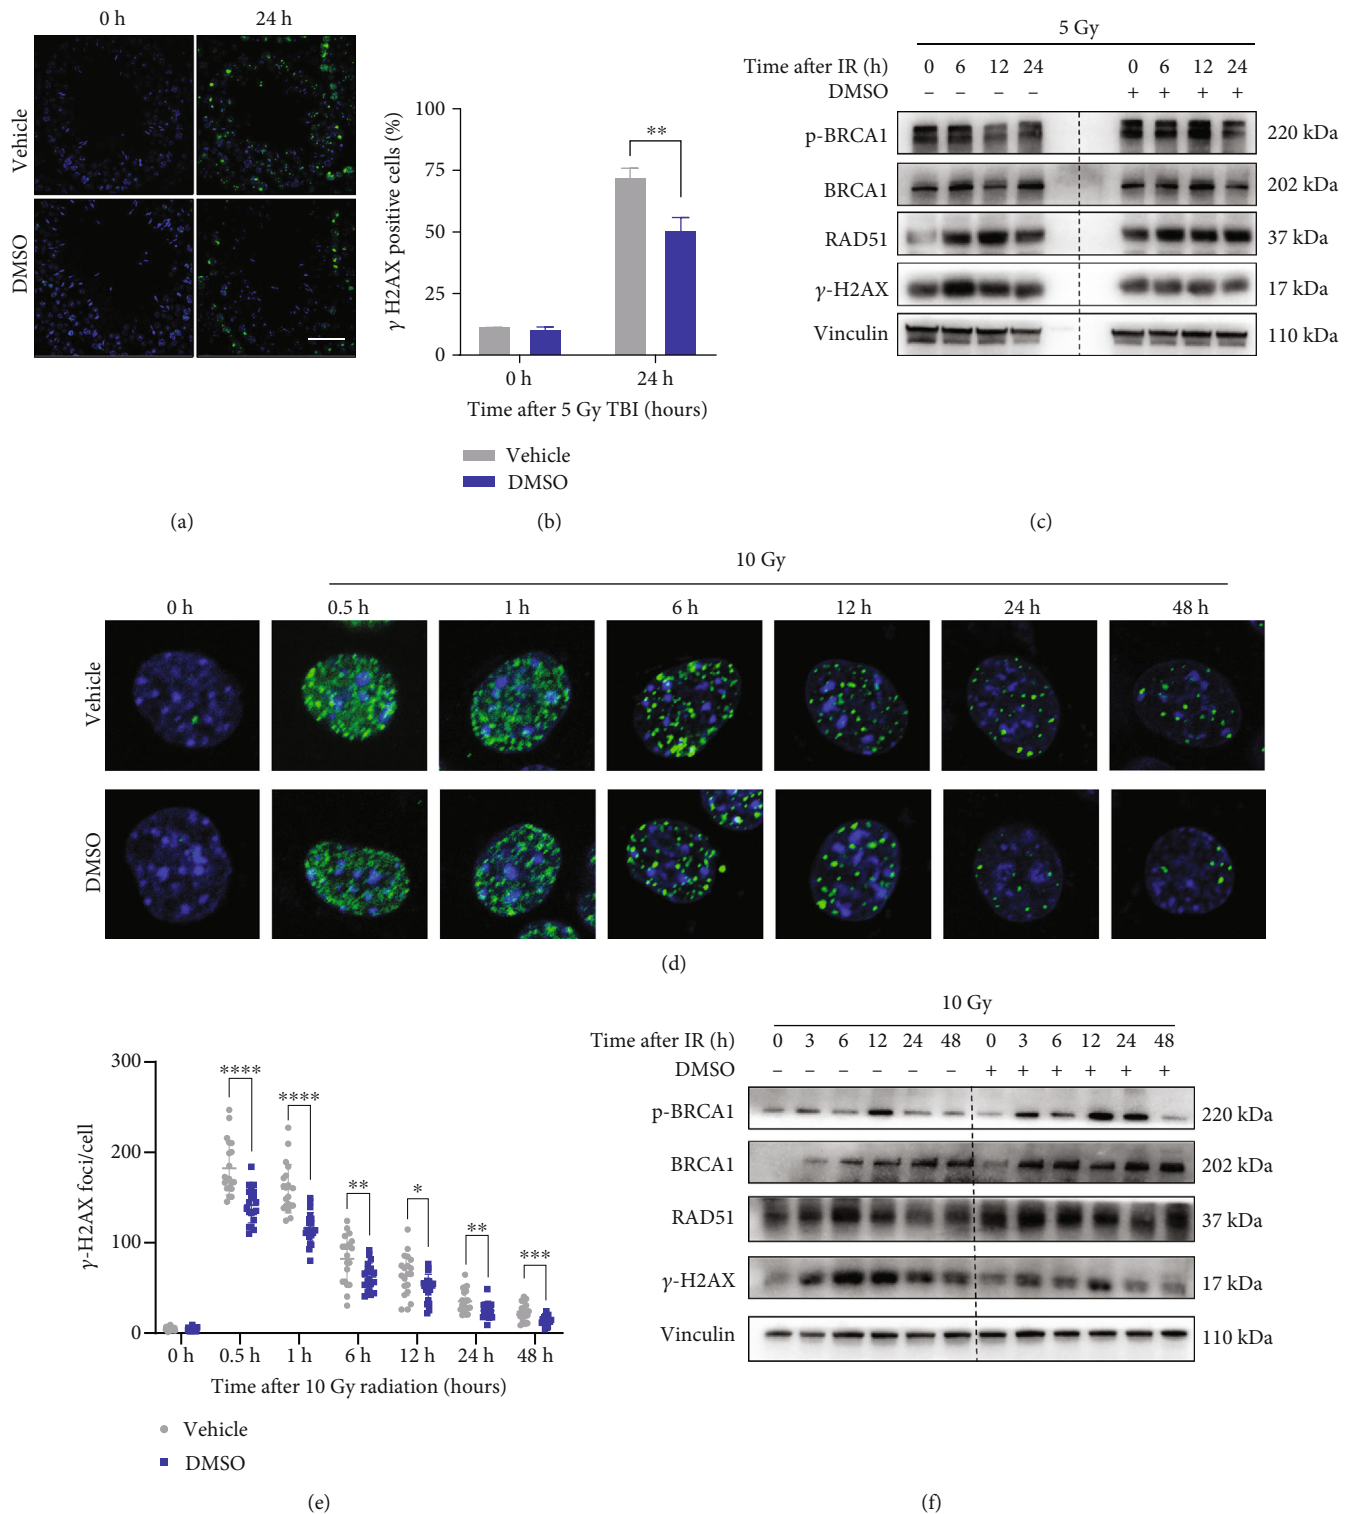 0 h 24 h
Vehicle
DMSO
(a)
γ H2AX positive cells (%)
100
75
50
25
0
**
0 h 24 h
Time after 5 Gy TBI (hours)
Vehicle
DMSO
(b)
5 Gy
Time after IR (h) 0 6 12 24 0 6 12 24
DMSO – – – – + + + +
p-BRCA1 220 kDa
BRCA1 202 kDa
RAD51 37 kDa
γ-H2AX 17 kDa
Vinculin 110 kDa
(c)
10 Gy
0 h 0.5 h 1 h 6 h 12 h 24 h 48 h
Vehicle
DMSO
(d)
γ-H2AX foci/cell
300
200
100
0
**** **** ** * ** ***
0 h 0.5 h 1 h 6 h 12 h 24 h 48 h
Time after 10 Gy radiation (hours)
Vehicle
DMSO
(e)
10 Gy
Time after IR (h) 0 3 6 12 24 48 0 3 6 12 24 48
DMSO – – – – – – + + + + + +
p-BRCA1 220 kDa
BRCA1 202 kDa
RAD51 37 kDa
γ-H2AX 17 kDa
Vinculin 110 kDa
(f)